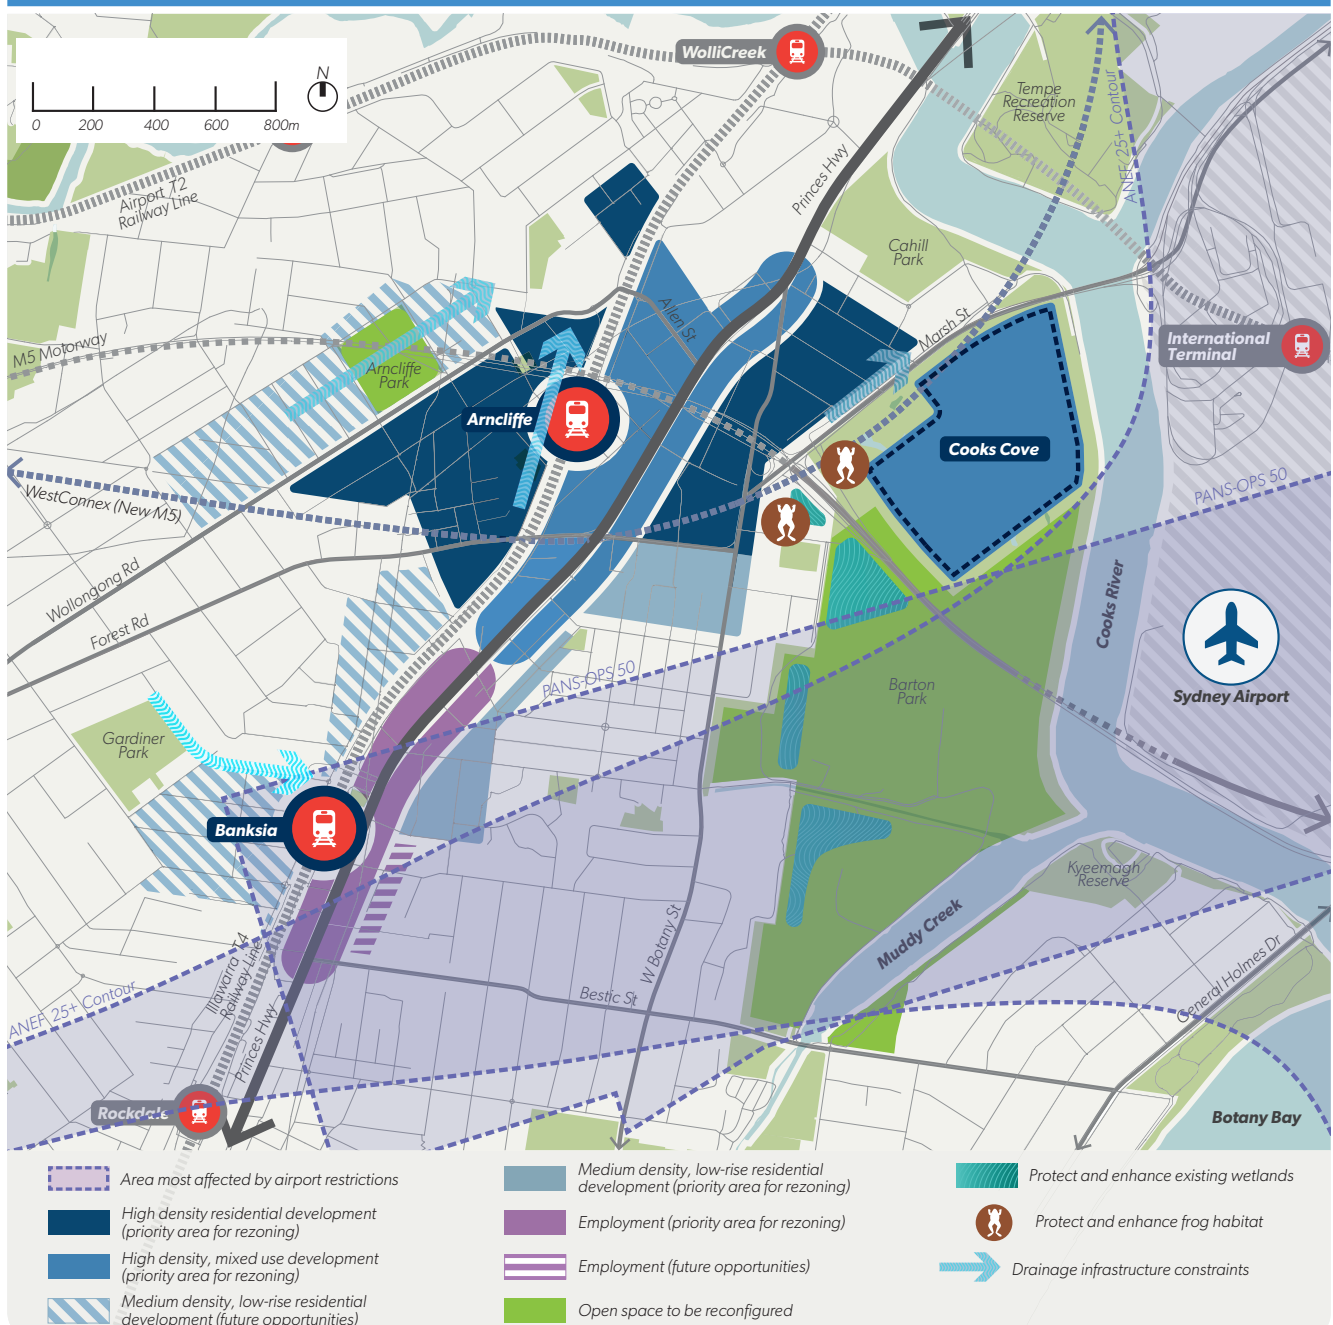 WolliCreek
N
0 200 400 600 800m
Tempe
Recreation
Reserve
ANEF, 25+ Contour
Princes Hwy
Airport, T2
Railway Line
Cahill
Park
Allen St
Marsh St
M5 Motorway
International
Terminal
Arncliffe
Park
Arncliffe
Cooks Cove
PANS-OPS 50
WestConnex (New M5)
Wollongong Rd
Forest Rd
Cooks River
PANS-OPS 50
Barton
Park
Sydney Airport
Gardiner
Park
Banksia
Kyeemagh
Reserve
Muddy Creek
W Botany St
Illawarra T4
Railway Line
General Holmes Dr
ANEF, 25+ Contour
Bestic St
Princes Hwy
Rockdale
Botany Bay
Area most affected by airport restrictions
High density residential development
(priority area for rezoning)
High density, mixed use development
(priority area for rezoning)
Medium density, low-rise residential
development (future opportunities)
Medium density, low-rise residential
development (priority area for rezoning)
Employment (priority area for rezoning)
Employment (future opportunities)
Open space to be reconfigured
Protect and enhance existing wetlands
Protect and enhance frog habitat
Drainage infrastructure constraints